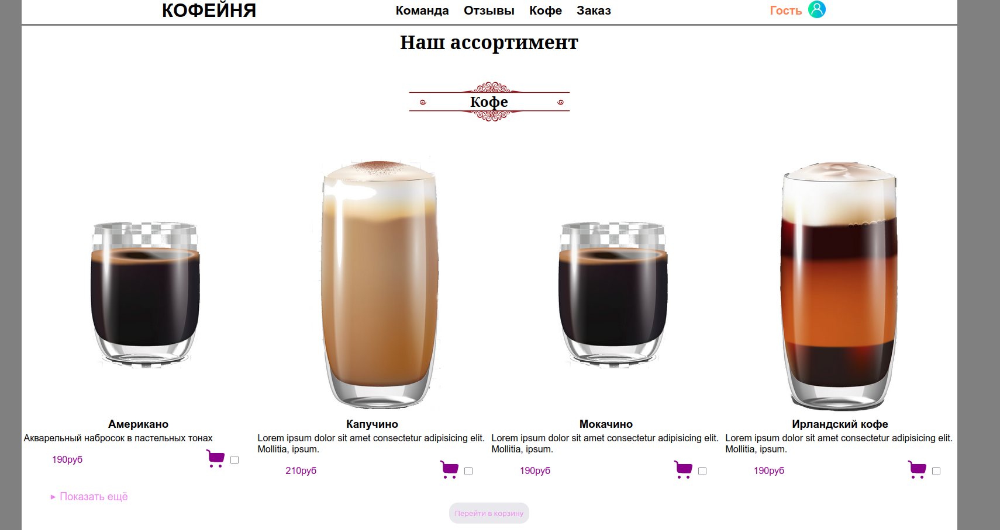 КОФЕЙНЯ
Команда Отзывы Кофе Заказ
Гость
Наш ассортимент
Кофе
Американо
Акварельный набросок в пастельных тонах
190руб
Капучино
Lorem ipsum dolor sit amet consectetur adipisicing elit.
Mollitia, ipsum.
210руб
Мокачино
Lorem ipsum dolor sit amet consectetur adipisicing elit.
Mollitia, ipsum.
190руб
Ирландский кофе
Lorem ipsum dolor sit amet consectetur adipisicing elit.
Mollitia, ipsum.
190руб
Показать ещё
Перейти в корзину